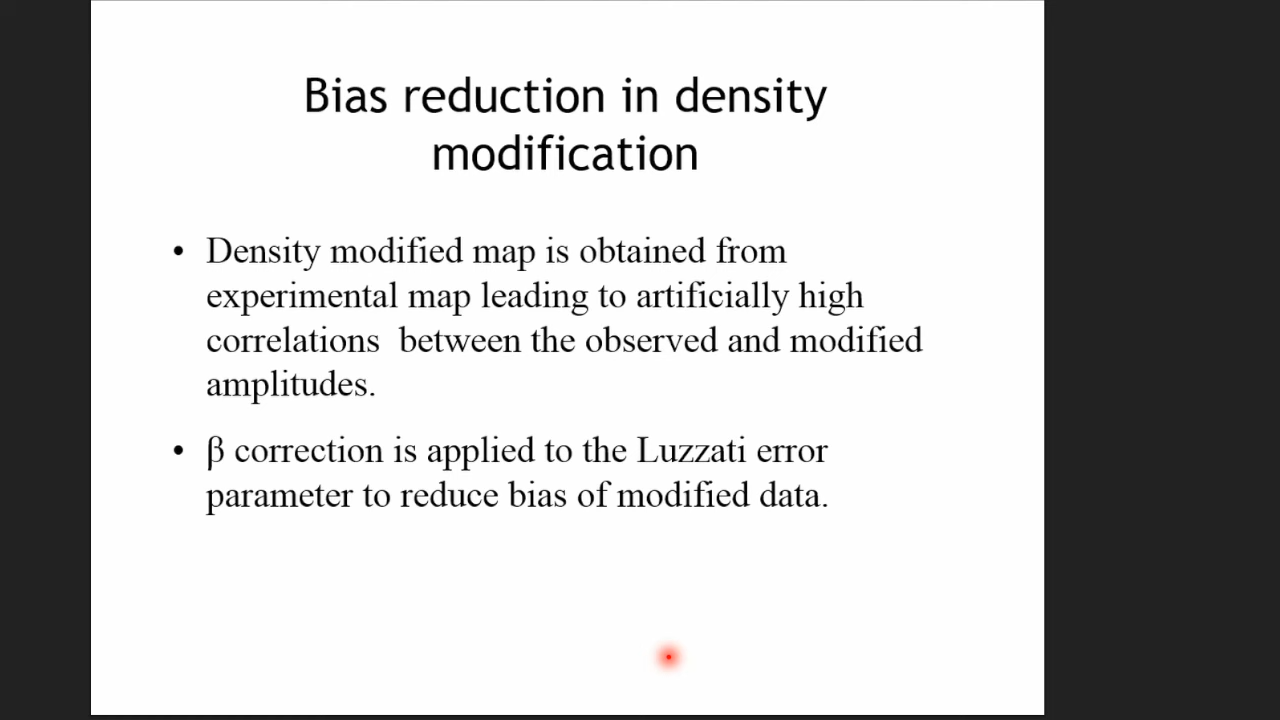 Bias reduction in density
modification
• Density modified map is obtained from
experimental map leading to artificially high
correlations  between the observed and modified
amplitudes.
• β correction is applied to the Luzzati error
parameter to reduce bias of modified data.